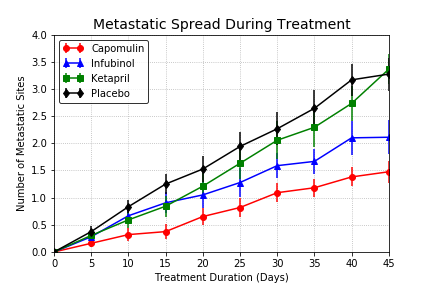 Metastatic Spread During Treatment
Number of Metastatic Sites
4.0
3.5
3.0
2.5
2.0
1.5
1.0
0.5
0.0
Capomulin
Infubinol
Ketapril
Placebo
0 5 10 15 20 25 30 35 40 45
Treatment Duration (Days)